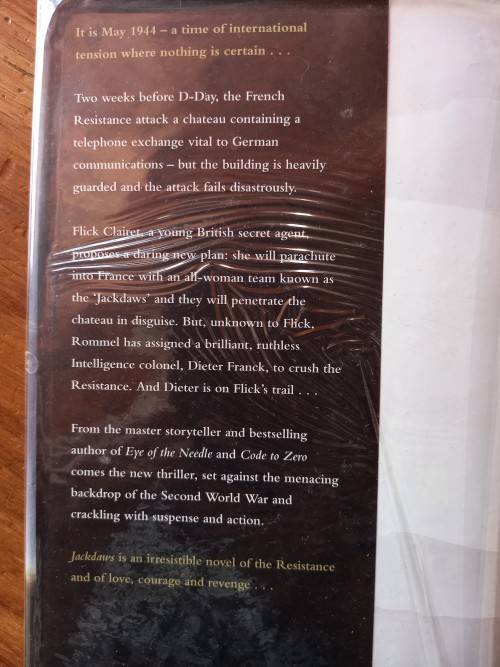 It is May 1944 – a time of international
tension where nothing is certain . . .
Two weeks before D-Day, the French
Resistance attack a chateau containing a
telephone exchange vital to German
communications – but the building is heavily
guarded and the attack fails disastrously.
Flick Clairet, a young British secret agent,
proposes a daring new plan: she will parachute
into France with an all-woman team known as
the ‘Jackdaws’ and they will penetrate the
chateau in disguise. But, unknown to Flick,
Rommel has assigned a brilliant, ruthless
Intelligence colonel, Dieter Franck, to crush the
Resistance. And Dieter is on Flick’s trail . . .
From the master storyteller and bestselling
author of Eye of the Needle and Code to Zero
comes the new thriller, set against the menacing
backdrop of the Second World War and
crackling with suspense and action.
Jackdaws is an irresistible novel of the Resistance
and of love, courage and revenge . . .